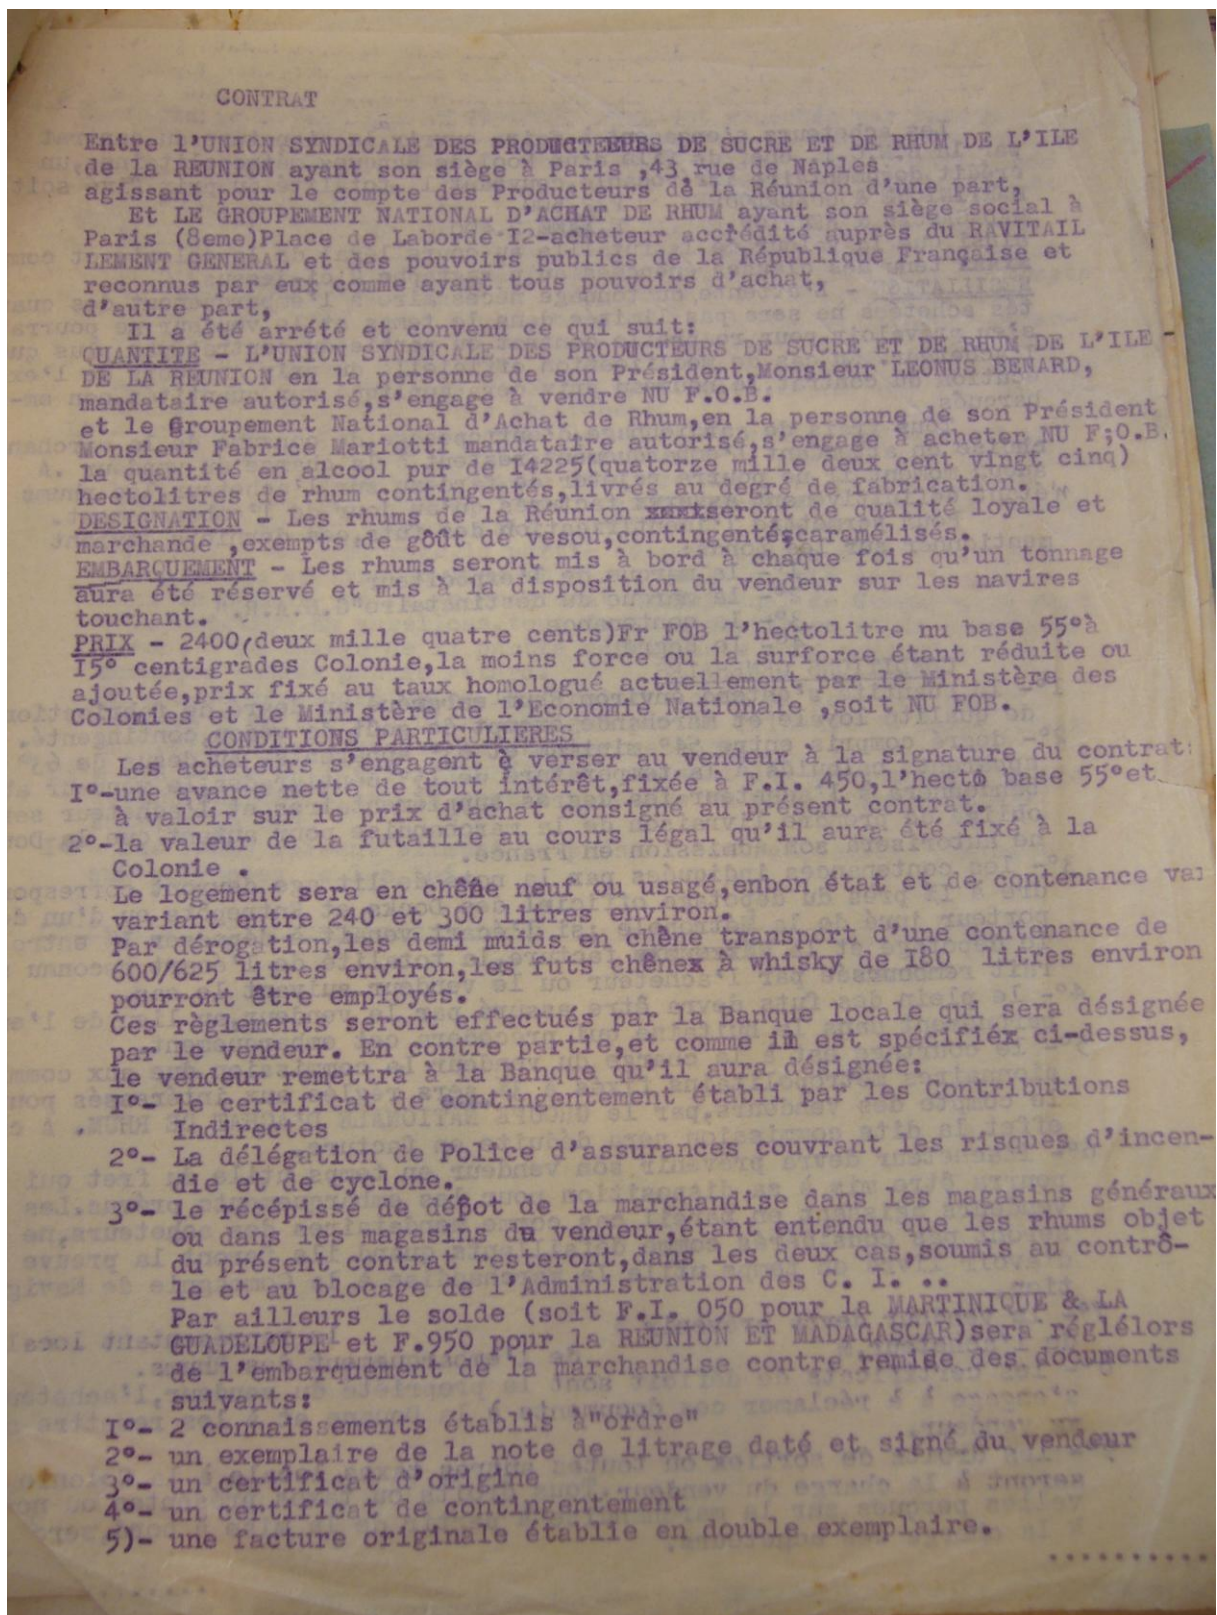 CONTRAT
Entre l'UNION SYNDICALE DES PRODUCTEEURS DE SUCRE ET DE RHUM DE L'ILE
de la REUNION ayant son siège à Paris ,43,rue de Naples
agissant pour le compte des Producteurs de la Réunion d'une part,
Et LE GROUPEMENT NATIONAL D'ACHAT DE RHUM ayant son siège social à
Paris (8eme)Place de Laborde I2-acheteur accrédité auprès du RAVITAIL
LEMENT GENERAL et des pouvoirs publics de la République Française et
reconnus par eux comme ayant tous pouvoirs d'achat,
d'autre part,
Il a été arrété et convenu ce qui suit:
QUANTITE - L'UNION SYNDICALE DES PRODUCTEURS DE SUCRE ET DE RHUM DE L'ILE -
DE LA REUNION en la personne de son Président,Monsieur LEONUS BENARD,
mandataire autorisé,s'engage à vendre NU F.O.B.
et le Groupement National d'Achat de Rhum,en la personne de son Président
Monsieur Fabrice Mariotti mandataire autorisé,s'engage à acheter NU F;O.B.
la quantité en alcool pur de I4225(quatorze mille deux cent vingt cinq)
hectolitres de rhum contingentés,livrés au degré de fabrication.
DESIGNATION - Les rhums de la Réunion seront de qualité loyale et
marchande ,exempts de goût de vesou,contingentés,caramélisés.
EMBARQUEMENT - Les rhums seront mis à bord à chaque fois qu'un tonnage
aura été réservé et mis à la disposition du vendeur sur les navires
touchant.
PRIX - 2400(deux mille quatre cents)Fr FOB l'hectolitre nu base 55°à
I5° centigrades Colonie,la moins force ou la surforce étant réduite ou
ajoutée,prix fixé au taux homologué actuellement par le Ministère des
Colonies et le Ministère de l'Economie Nationale ,soit NU FOB.
CONDITIONS PARTICULIERES
Les acheteurs s'engagent à verser au vendeur à la signature du contrat:
I°-une avance nette de tout intérêt,fixée à F.I. 450,l'hecto base 55°et
à valoir sur le prix d'achat consigné au présent contrat.
2°-la valeur de la futaille au cours légal qu'il aura été fixé à la
Colonie .
Le logement sera en chêne neuf ou usagé,enbon état et de contenance va
variant entre 240 et 300 litres environ.
Par dérogation,les demi muids en chêne transport d'une contenance de
600/625 litres environ,les futs chênex à whisky de I80 litres environ
pourront être employés.
Ces règlements seront effectués par la Banque locale qui sera désignée
par le vendeur. En contre partie,et comme il est spécifiéx ci-dessus,
le vendeur remettra à la Banque qu'il aura désignée:
I°- le certificat de contingentement établi par les Contributions
Indirectes
2°- La délégation de Police d'assurances couvrant les risques d'incen-
die et de cyclone.
3°- le récépissé de dépot de la marchandise dans les magasins généraux
ou dans les magasins du vendeur,étant entendu que les rhums objet
du présent contrat resteront,dans les deux cas,soumis au contrô-
le et au blocage de l'Administration des C. I. ..
Par ailleurs le solde (soit F.I. 050 pour la MARTINIQUE & LA
GUADELOUPE et F.950 pour la REUNION ET MADAGASCAR)sera réglélors
de l'embarquement de la marchandise contre remise des documents
suivants:
I°- 2 connaissements établis à"ordre"
2°- un exemplaire de la note de litrage daté et signé du vendeur
3°- un certificat d'origine
4°- un certificat de contingentement
5)- une facture originale établie en double exemplaire.
..........